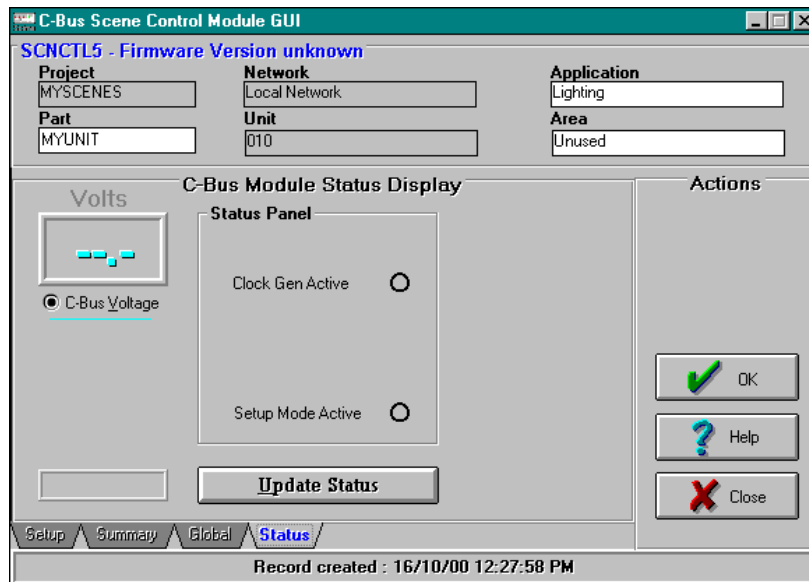 C-Bus Scene Control Module GUI
SCNCTL5 - Firmware Version unknown
Project Network Application
MYSCENES Local Network Lighting
Part Unit Area
MYUNIT 010 Unused
C-Bus Module Status Display
Actions
Volts
Status Panel
--.-
Clock Gen Active
C-Bus Voltage
Setup Mode Active
OK
Help
Update Status
Close
Setup Summary Global Status
Record created : 16/10/00 12:27:58 PM